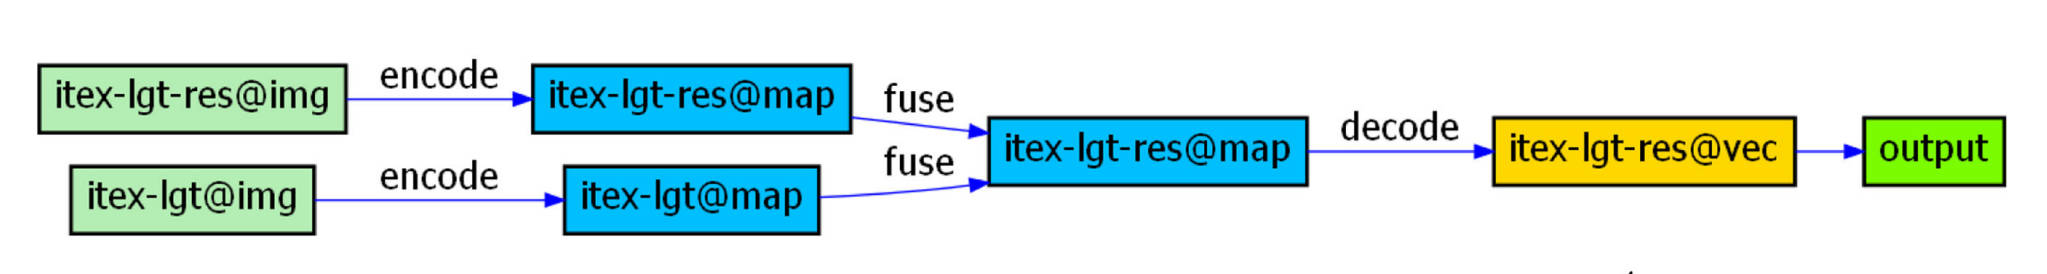 itex-lgt-res@img
encode
itex-lgt-res@map
fuse
itex-lgt@img
encode
itex-lgt@map
fuse
itex-lgt-res@map
decode
itex-lgt-res@vec
output